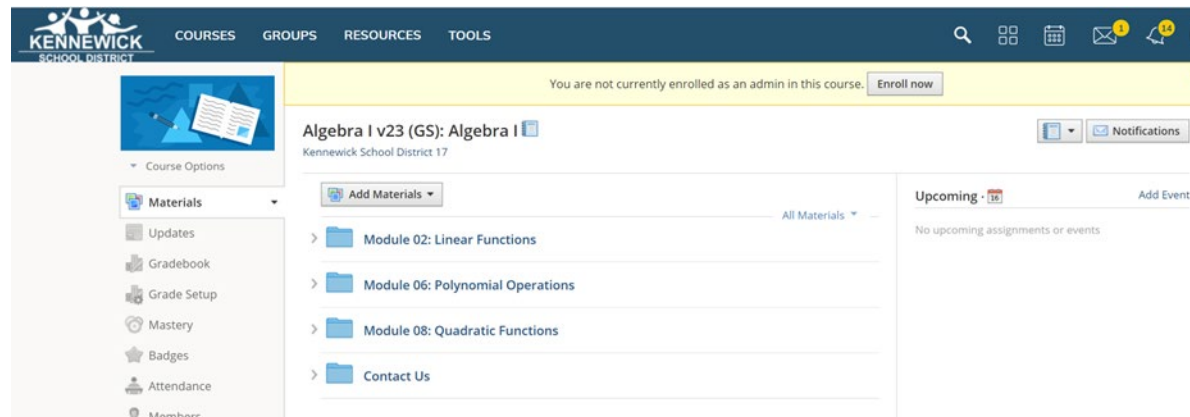 KENNEWICK
SCHOOL DISTRICT
COURSES GROUPS RESOURCES TOOLS
1
14
You are not currently enrolled as an admin in this course. Enroll now
Algebra I v23 (GS): Algebra I
Kennewick School District 17
Notifications
Course Options
Materials
Updates
Gradebook
Grade Setup
Mastery
Badges
Attendance
Members
Add Materials
All Materials
Module 02: Linear Functions
Module 06: Polynomial Operations
Module 08: Quadratic Functions
Contact Us
Upcoming · 16 Add Event
No upcoming assignments or events